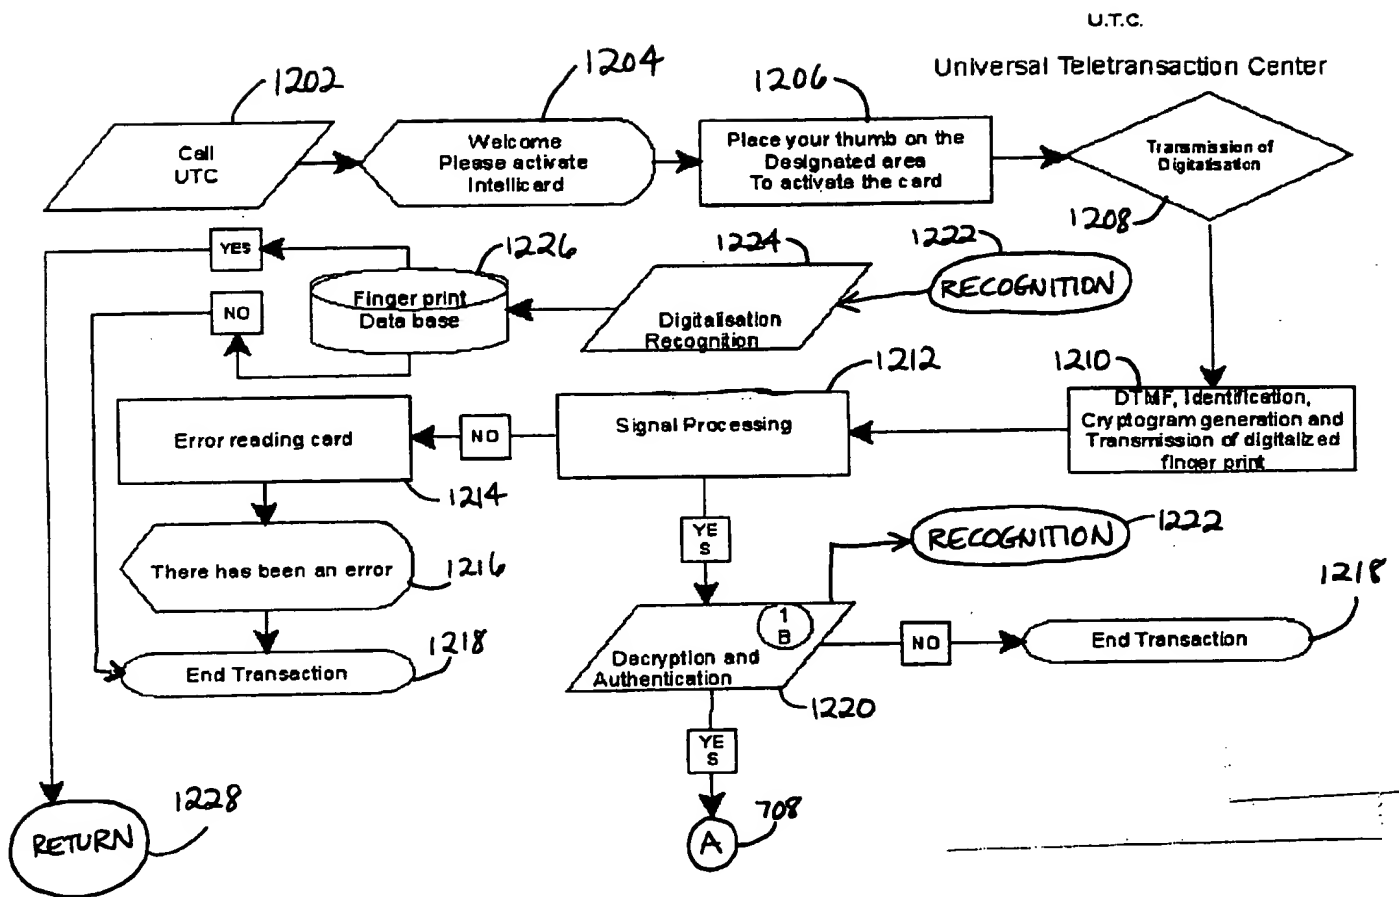 U.T.C.
Universal Teletransaction Center
1202
1204
1206
Call
UTC
Welcome
Please activate
Intellicard
Place your thumb on the
Designated area
To activate the card
Transmission of
Digitalisation
1208
YES
NO
1226
Finger print
Data base
1224
Digitalisation
Recognition
1222
RECOGNITION
1210
DTMF, Identification,
Cryptogram generation and
Transmission of digitalized
finger print
1212
Signal Processing
NO
Error reading card
1214
YE
S
RECOGNITION
1222
There has been an error
1216
1
B
Decryption and
Authentication
1220
NO
End Transaction
1218
End Transaction
1218
YE
S
A
708
RETURN
1228